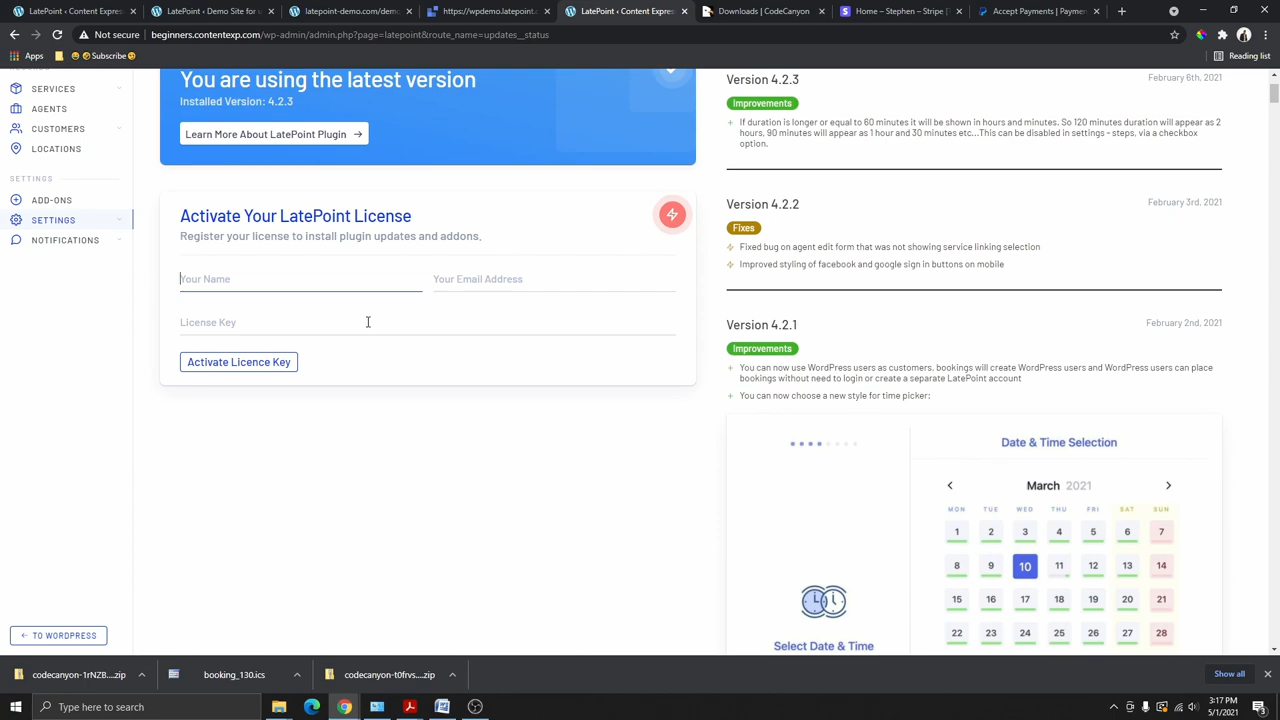 LatePoint ‹ Content Expre
LatePoint – Demo Site for u
latepoint-demo.com/demo
https://wpdemo.latepoint.c
LatePoint ‹ Content Expres
Downloads | CodeCanyon
Home – Stephen – Stripe [
Accept Payments | Paymen
Not secure | beginners.contentexp.com/wp-admin/admin.php?page=latepoint&route_name=updates__status
Apps
Subscribe
Reading list
SERVICES
AGENTS
CUSTOMERS
LOCATIONS
SETTINGS
ADD-ONS
SETTINGS
NOTIFICATIONS
← TO WORDPRESS
You are using the latest version
Installed Version: 4.2.3
Learn More About LatePoint Plugin →
Activate Your LatePoint License
Register your license to install plugin updates and addons.
Your Name
Your Email Address
License Key
Activate Licence Key
Version 4.2.3
February 6th, 2021
Improvements
+ If duration is longer or equal to 60 minutes it will be shown in hours and minutes. So 120 minutes duration will appear as 2
hours, 90 minutes will appear as 1 hour and 30 minutes etc...This can be disabled in settings - steps, via a checkbox
option.
Version 4.2.2
February 3rd, 2021
Fixes
Fixed bug on agent edit form that was not showing service linking selection
Improved styling of facebook and google sign in buttons on mobile
Version 4.2.1
February 2nd, 2021
Improvements
+ You can now use WordPress users as customers, bookings will create WordPress users and WordPress users can place
bookings without need to login or create a separate LatePoint account
+ You can now choose a new style for time picker:
Select Date & Time
Date & Time Selection
March 2021
MON TUE WED THU FRI SAT SUN
1 2 3 4 5 6 7
8 9 10 11 12 13 14
15 16 17 18 19 20 21
22 23 24 25 26 27 28
codecanyon-1rNZB....zip
booking_130.ics
codecanyon-t0frvs....zip
Show all
Type here to search
3:17 PM
5/1/2021
3